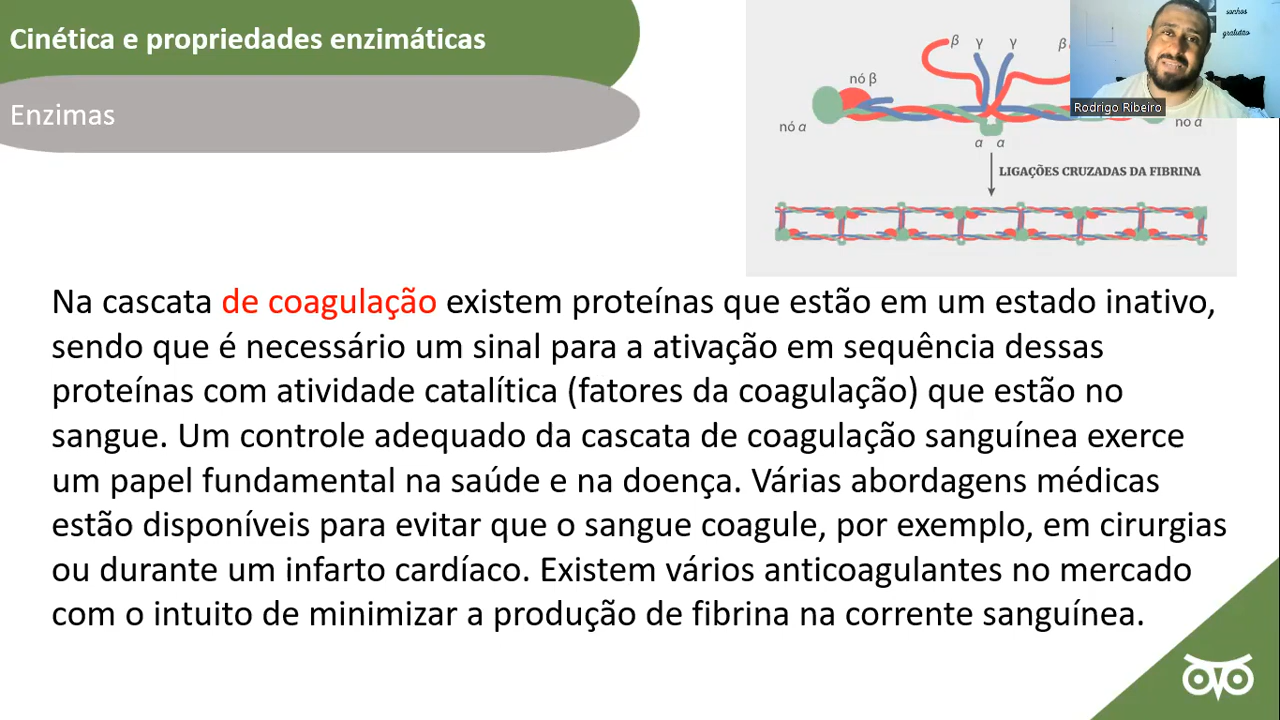 Cinética e propriedades enzimáticas
Enzimas
β γ γ β
nó β
nó α
nó α
α α
LIGAÇÕES CRUZADAS DA FIBRINA
sonhos
gratidão
Rodrigo Ribeiro
Na cascata de coagulação existem proteínas que estão em um estado inativo,
sendo que é necessário um sinal para a ativação em sequência dessas
proteínas com atividade catalítica (fatores da coagulação) que estão no
sangue. Um controle adequado da cascata de coagulação sanguínea exerce
um papel fundamental na saúde e na doença. Várias abordagens médicas
estão disponíveis para evitar que o sangue coagule, por exemplo, em cirurgias
ou durante um infarto cardíaco. Existem vários anticoagulantes no mercado
com o intuito de minimizar a produção de fibrina na corrente sanguínea.